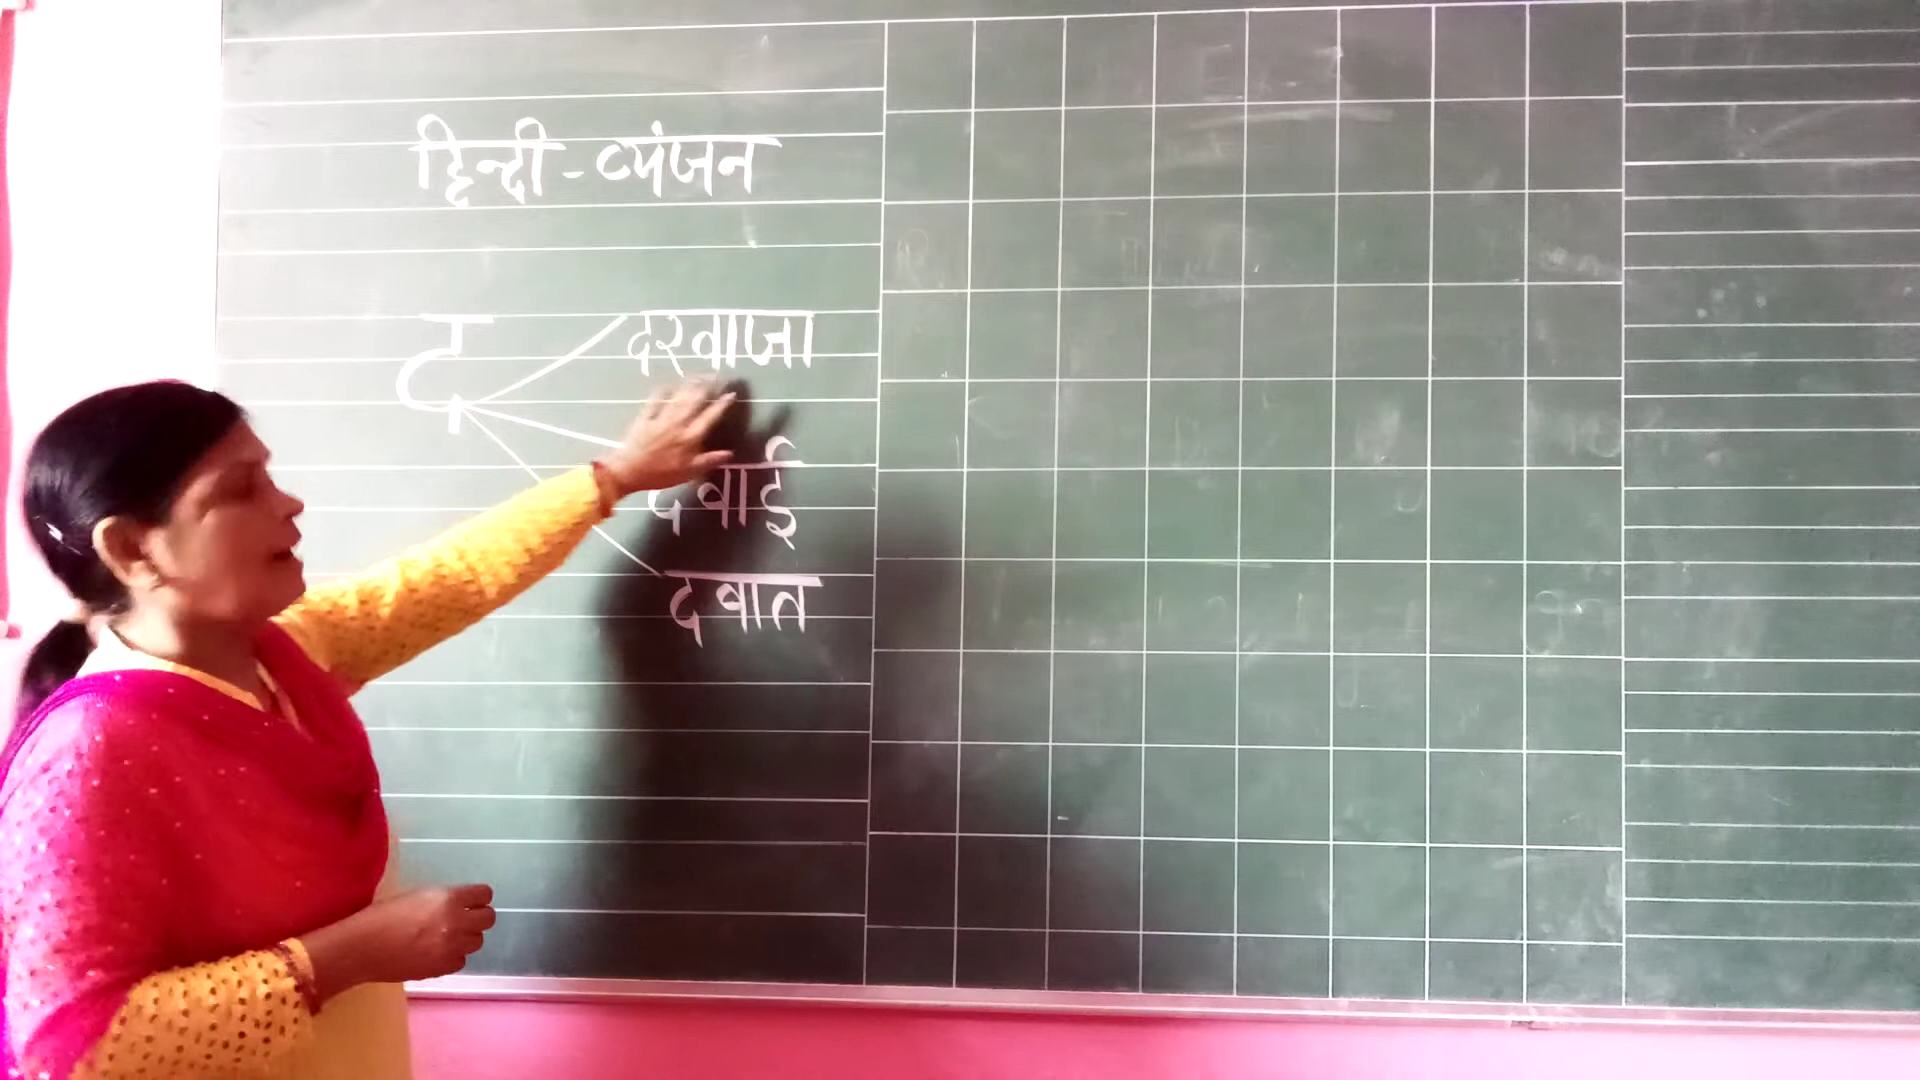 हिन्दी - व्यंजन
द
दरवाजा
दवाई
दवात